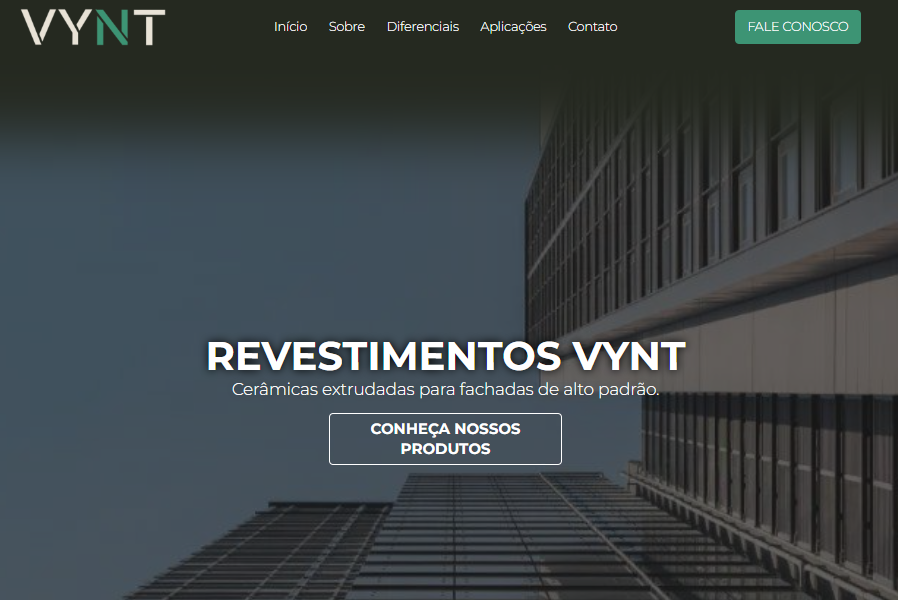 VYNT
Início Sobre Diferenciais Aplicações Contato
FALE CONOSCO
REVESTIMENTOS VYNT
Cerâmicas extrudadas para fachadas de alto padrão.
CONHEÇA NOSSOS
PRODUTOS